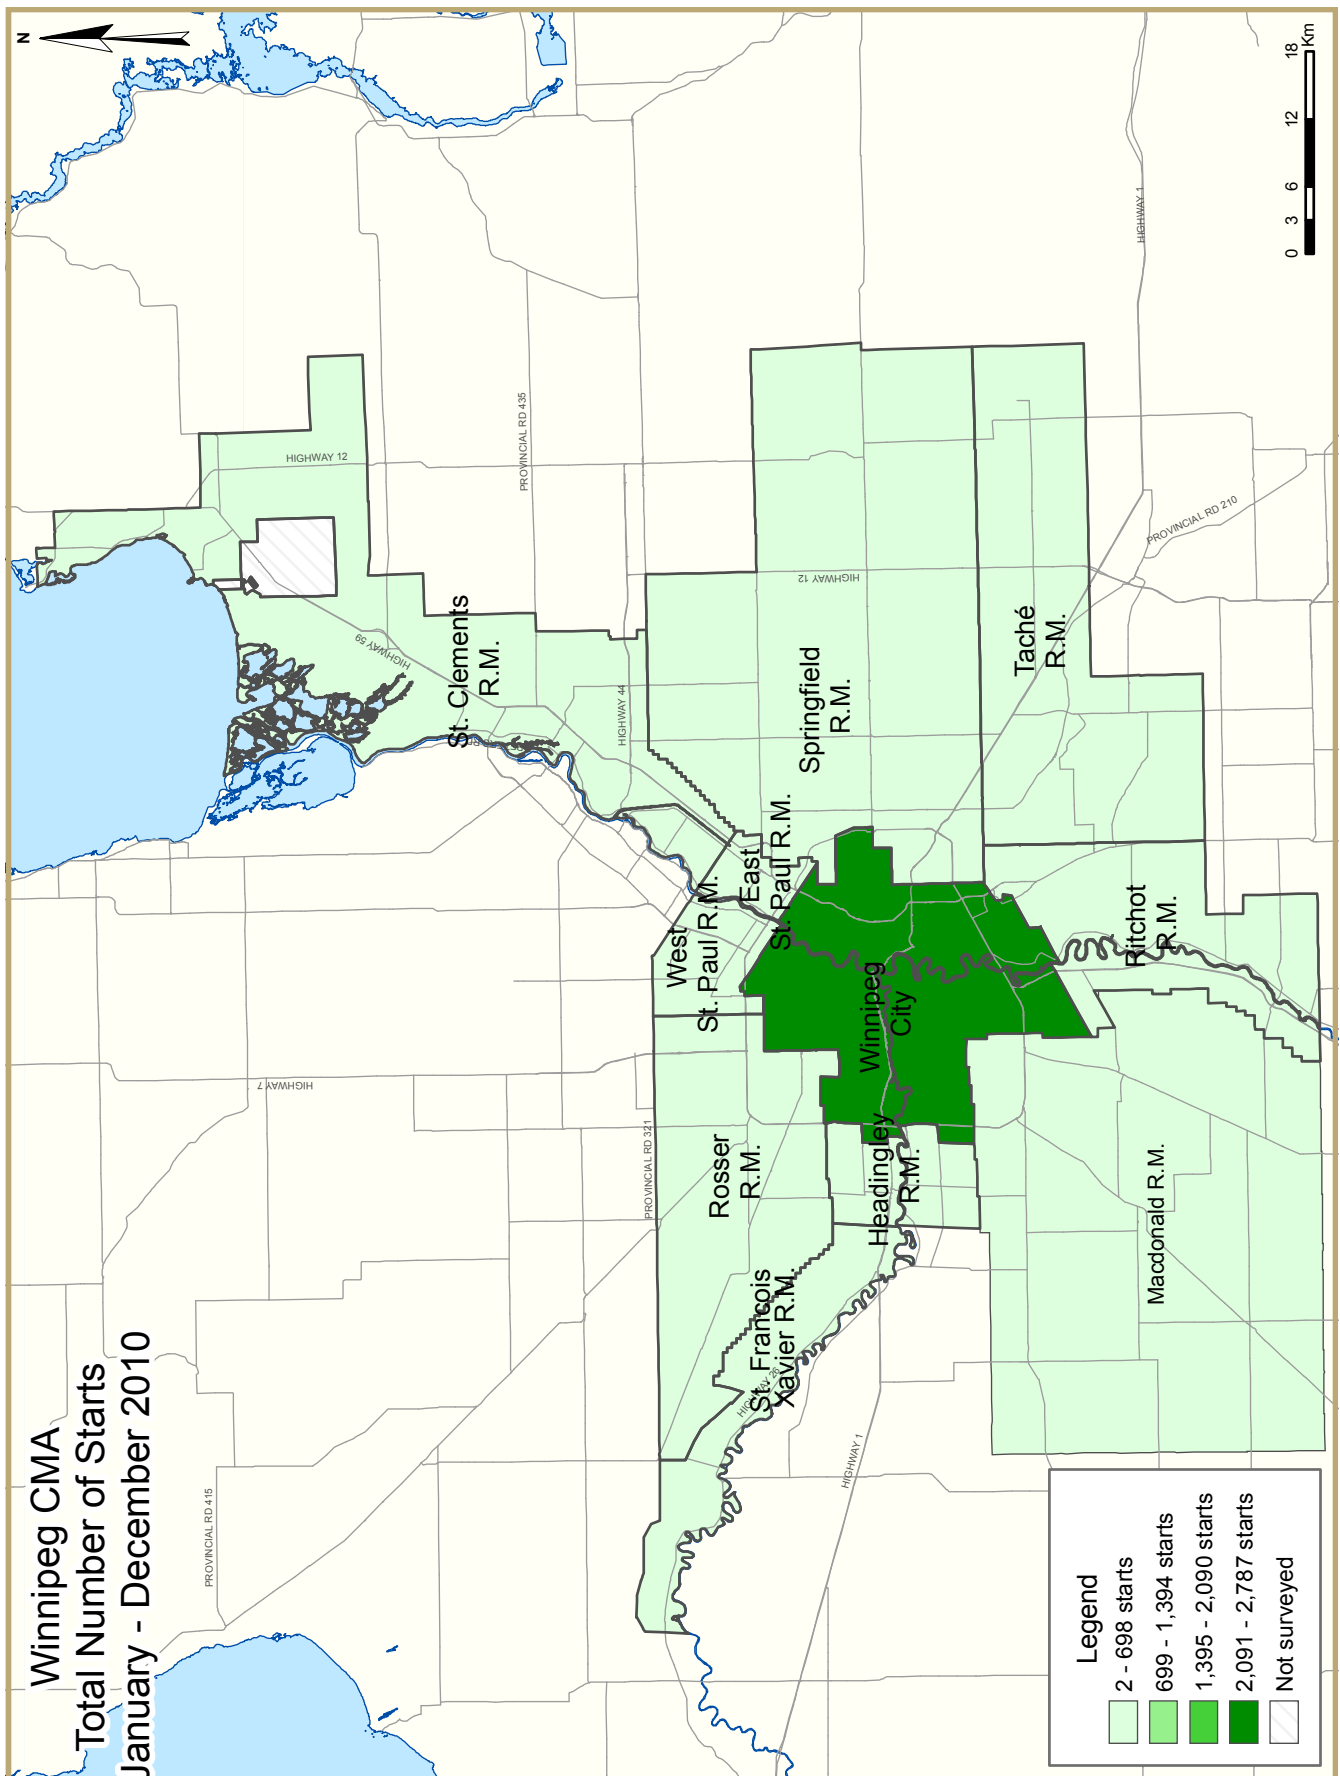 Winnipeg CMA
Total Number of Starts
January - December 2010
N
PROVINCIAL RD 415
HIGHWAY 7
HIGHWAY 12
HIGHWAY 59
PROVINCIAL RD 435
St. Clements
R.M.
HIGHWAY 44
PROVINCIAL RD 321
West
St. Paul R.M.
East
St. Paul R.M.
Rosser
R.M.
St. Francois
Xavier R.M.
HIGHWAY 26
Springfield
R.M.
HIGHWAY 12
Winnipeg
City
Headingley
R.M.
HIGHWAY 1
Taché
R.M.
HIGHWAY 1
PROVINCIAL RD 210
Ritchot
R.M.
Macdonald R.M.
Legend
2 - 698 starts
699 - 1,394 starts
1,395 - 2,090 starts
2,091 - 2,787 starts
Not surveyed
0 3 6 12 18
Km